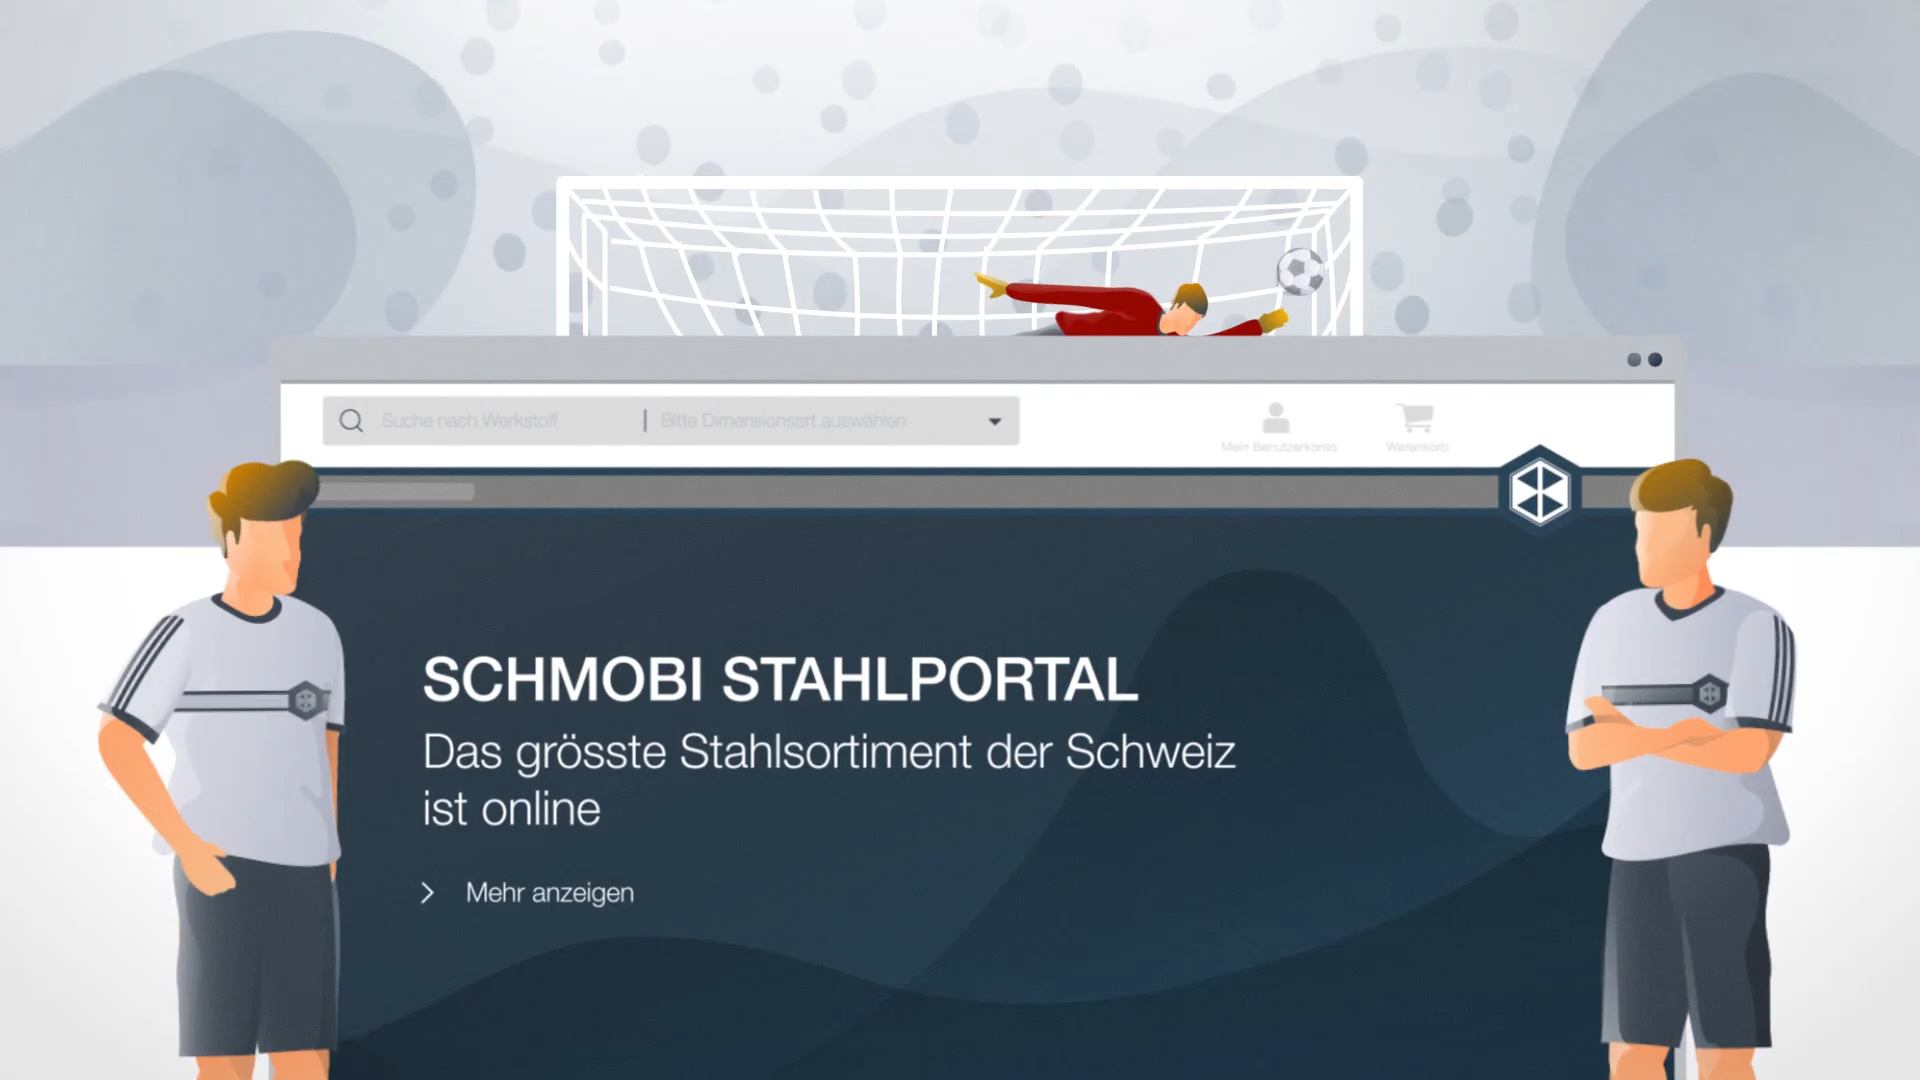 Suche nach Werkstoff | Bitte Dimensionsart auswählen
Mein Benutzerkonto Warenkorb
SCHMOBI STAHLPORTAL
Das grösste Stahlsortiment der Schweiz
ist online
Mehr anzeigen